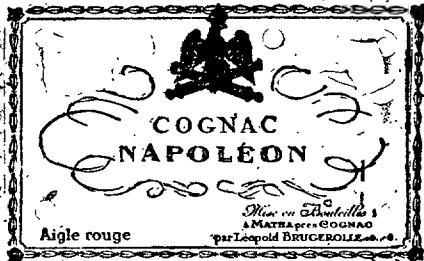 COGNAC
NAPOLÉON
Mise en Bouteilles
à MATHA près COGNAC
Aigle rouge
par Léopold BRUGEROLLE